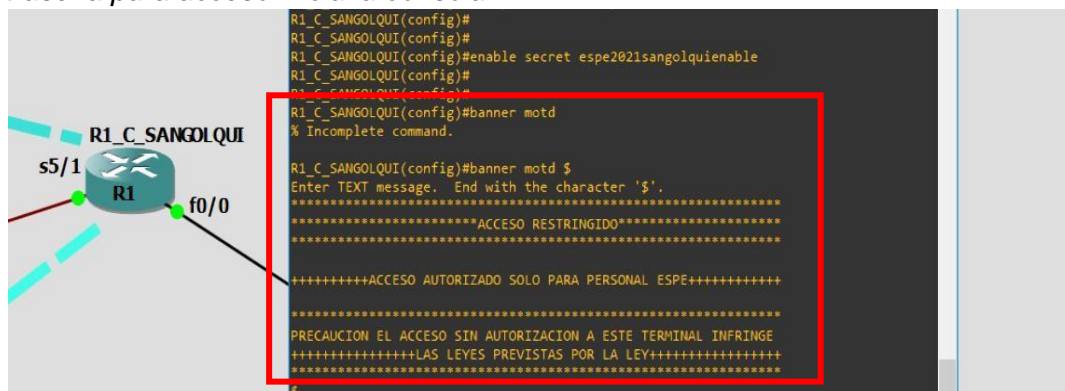 R1_C_SANGOLQUI(config)#
R1_C_SANGOLQUI(config)#
R1_C_SANGOLQUI(config)#enable secret espe2021sangolquienable
R1_C_SANGOLQUI(config)#
R1_C_SANGOLQUI(config)#
R1_C_SANGOLQUI(config)#banner motd
% Incomplete command.
R1_C_SANGOLQUI(config)#banner motd $
Enter TEXT message.  End with the character '$'.
****************************************************************
************************ACCESO RESTRINGIDO*********************
****************************************************************
++++++++++ACCESO AUTORIZADO SOLO PARA PERSONAL ESPE++++++++++++
****************************************************************
PRECAUCION EL ACCESO SIN AUTORIZACION A ESTE TERMINAL INFRINGE
++++++++++++++++LAS LEYES PREVISTAS POR LA LEY+++++++++++++++++
****************************************************************
R1_C_SANGOLQUI
s5/1
R1
f0/0